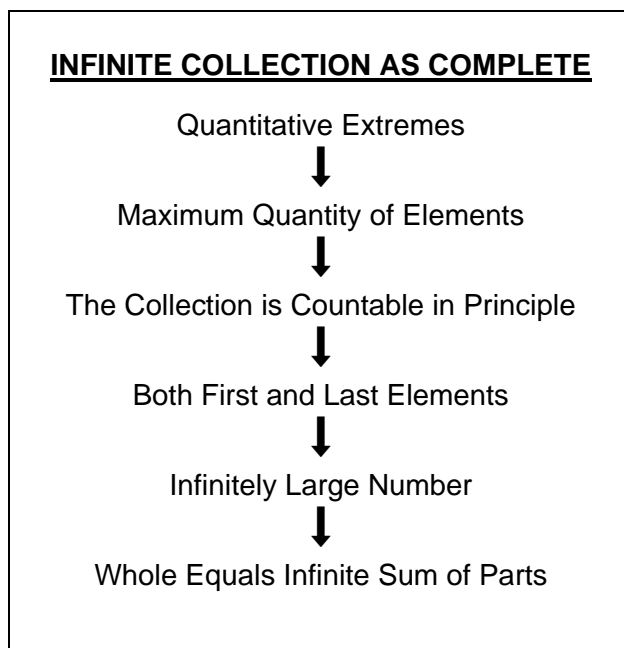 INFINITE COLLECTION AS COMPLETE
Quantitative Extremes
Maximum Quantity of Elements
The Collection is Countable in Principle
Both First and Last Elements
Infinitely Large Number
Whole Equals Infinite Sum of Parts